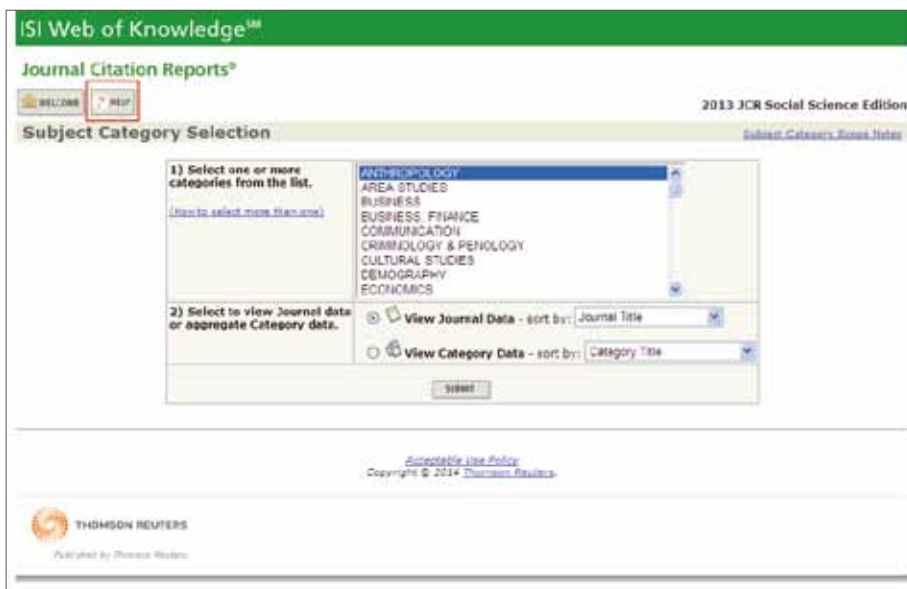 ISI Web of Knowledge℠
Journal Citation Reports®
WELCOME ? HELP
2013 JCR Social Science Edition
Subject Category Selection
Subject Category Scope Notes
1) Select one or more
categories from the list.
(How to select more than one)
ANTHROPOLOGY
AREA STUDIES
BUSINESS
BUSINESS, FINANCE
COMMUNICATION
CRIMINOLOGY & PENOLOGY
CULTURAL STUDIES
DEMOGRAPHY
ECONOMICS
2) Select to view Journal data
or aggregate Category data.
View Journal Data - sort by: Journal Title
View Category Data - sort by: Category Title
SUBMIT
Acceptable Use Policy
Copyright © 2014 Thomson Reuters.
THOMSON REUTERS
Published by Thomson Reuters